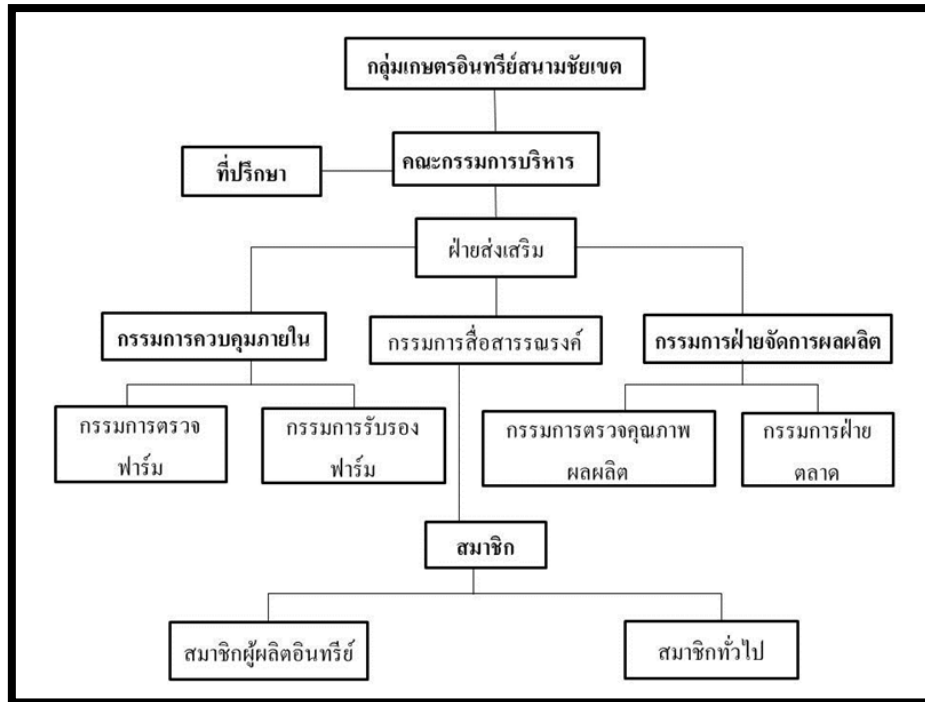 กลุ่มเกษตรอินทรีย์สนามชัยเขต
คณะกรรมการบริหาร
ที่ปรึกษา
ฝ่ายส่งเสริม
กรรมการควบคุมภายใน
กรรมการสื่อสารรณรงค์
กรรมการฝ่ายจัดการผลผลิต
กรรมการตรวจ
ฟาร์ม
กรรมการรับรอง
ฟาร์ม
กรรมการตรวจคุณภาพ
ผลผลิต
กรรมการฝ่าย
ตลาด
สมาชิก
สมาชิกผู้ผลิตอินทรีย์
สมาชิกทั่วไป